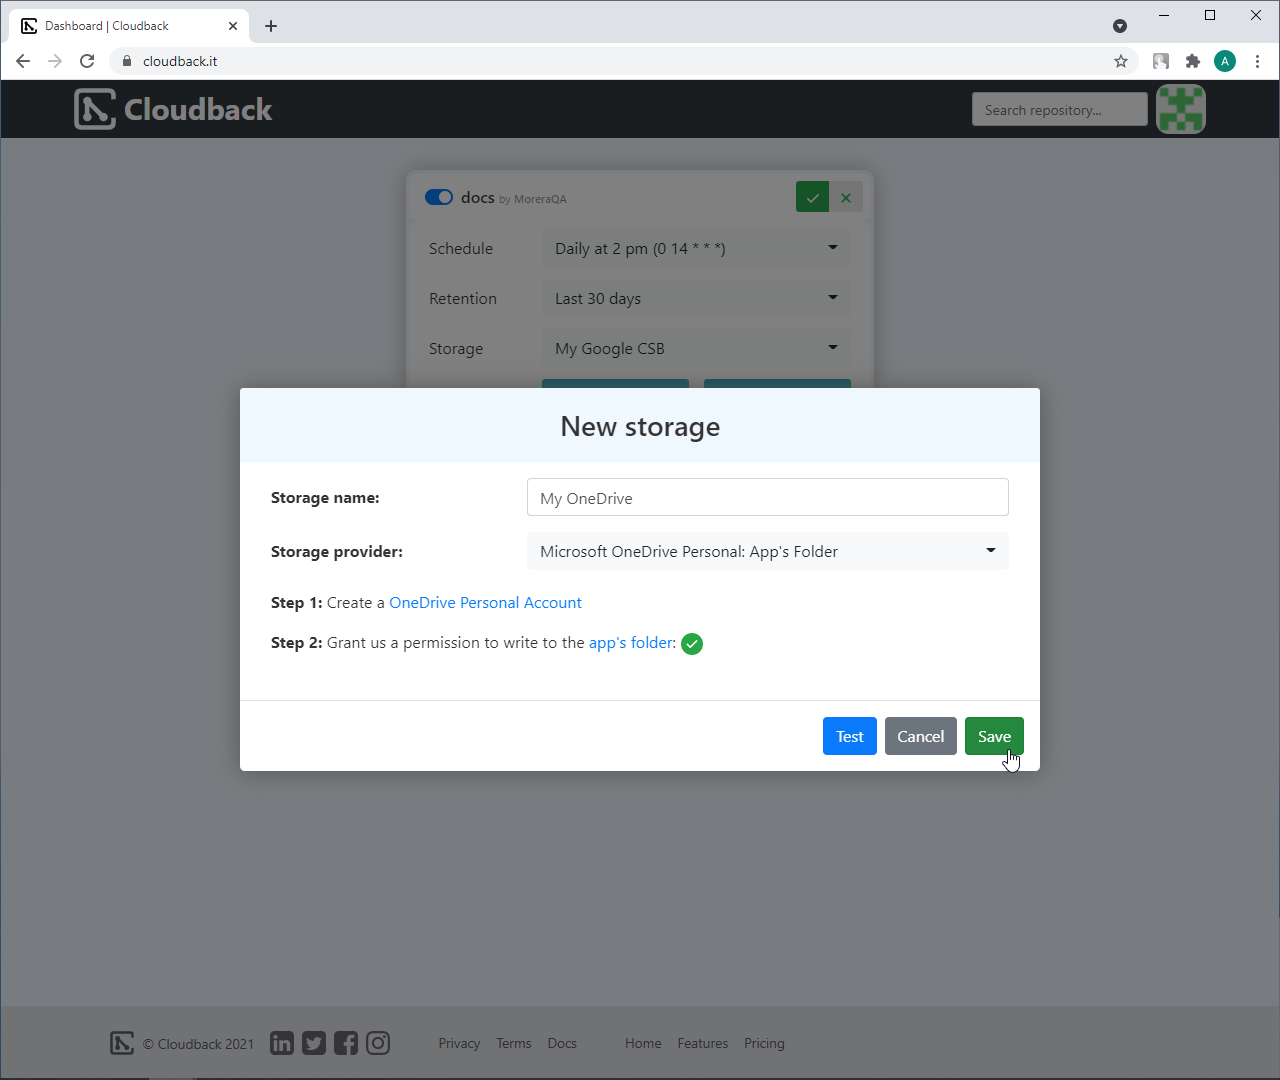 Dashboard | Cloudback
cloudback.it
A
Cloudback
Search repository...
docs by MoreraQA
Schedule
Daily at 2 pm (0 14 * * *)
Retention
Last 30 days
Storage
My Google CSB
New storage
Storage name:
My OneDrive
Storage provider:
Microsoft OneDrive Personal: App's Folder
Step 1: Create a OneDrive Personal Account
Step 2: Grant us a permission to write to the app's folder:
Test
Cancel
Save
© Cloudback 2021
Privacy
Terms
Docs
Home
Features
Pricing